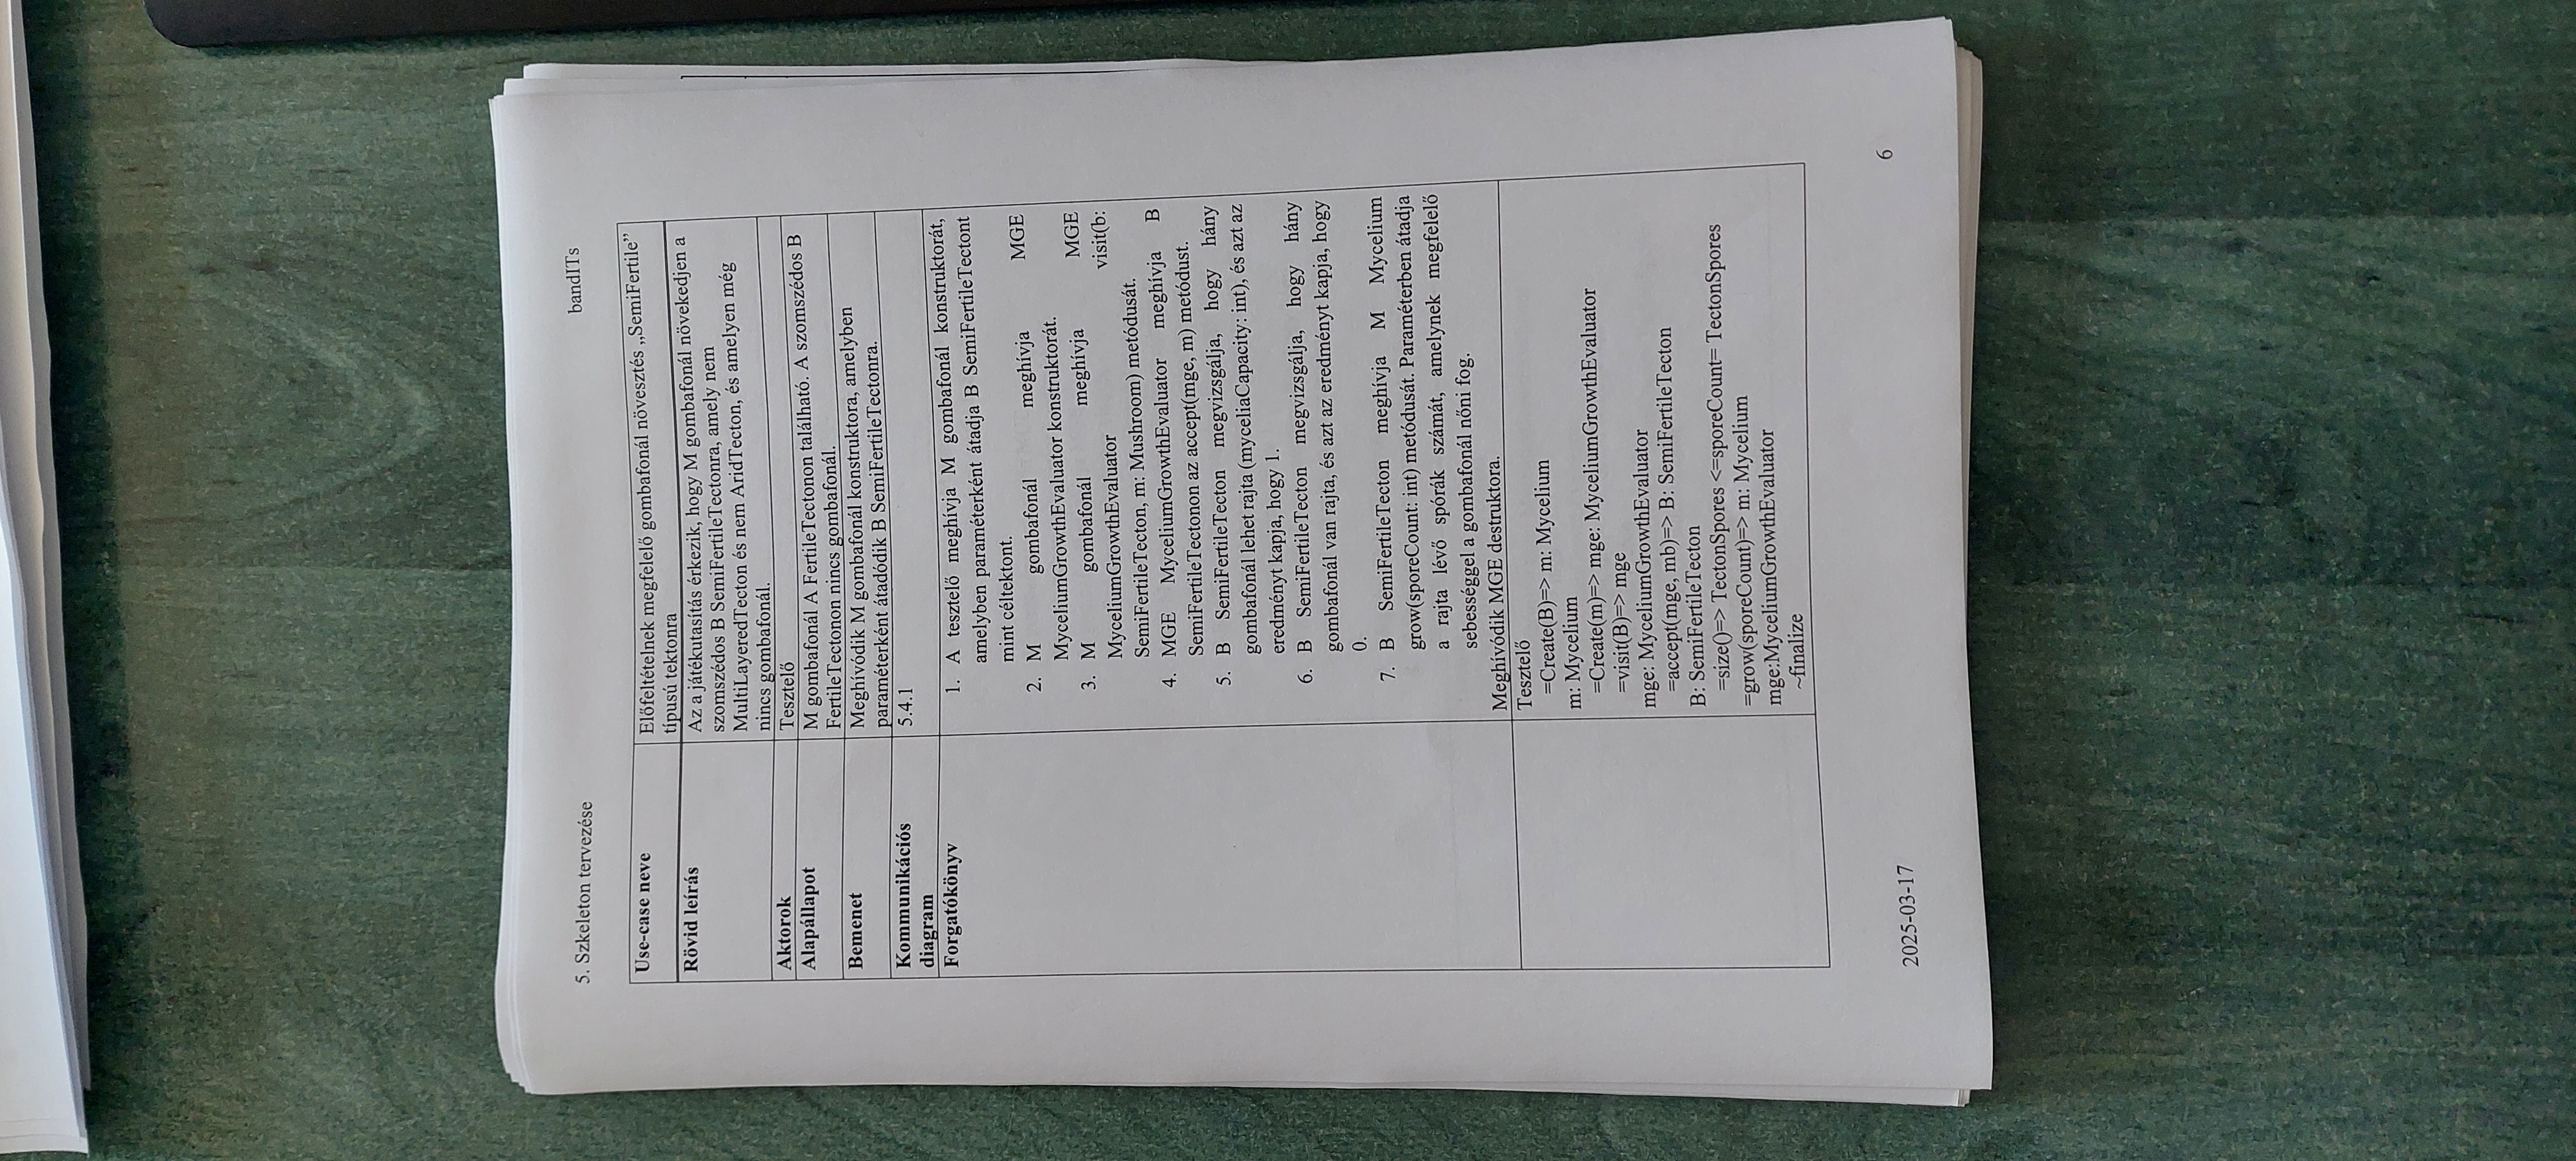 5. Szkeleton tervezése
bandITs
Use-case neve
Előfeltételnek megfelelő gombafonál növesztés „SemiFertile”
típusú tektonra
Rövid leírás
Az a játékutasítás érkezik, hogy M gombafonál növekedjen a
szomszédos B SemiFertileTectonra, amely nem
MultiLayeredTecton és nem AridTecton, és amelyen még
nincs gombafonál.
Aktorok
Tesztelő
Alapállapot
M gombafonál A FertileTectonon található. A szomszédos B
FertileTectonon nincs gombafonál.
Bemenet
Meghívódik M gombafonál konstruktora, amelyben
paraméterként átadódik B SemiFertileTectonra.
Kommunikációs
diagram
5.4.1
Forgatókönyv
1. A tesztelő meghívja M gombafonál konstruktorát,
amelyben paraméterként átadja B SemiFertileTectont
mint céltektont.
2. M gombafonál meghívja MGE
MyceliumGrowthEvaluator konstruktorát.
3. M gombafonál meghívja MGE
MyceliumGrowthEvaluator visit(b:
SemiFertileTecton, m: Mushroom) metódusát.
4. MGE MyceliumGrowthEvaluator meghívja B
SemiFertileTectonon az accept(mge, m) metódust.
5. B SemiFertileTecton megvizsgálja, hogy hány
gombafonál lehet rajta (myceliaCapacity: int), és azt az
eredményt kapja, hogy 1.
6. B SemiFertileTecton megvizsgálja, hogy hány
gombafonál van rajta, és azt az eredményt kapja, hogy
0.
7. B SemiFertileTecton meghívja M Mycelium
grow(sporeCount: int) metódusát. Paraméterben átadja
a rajta lévő spórák számát, amelynek megfelelő
sebességgel a gombafonál nőni fog.
Meghívódik MGE destruktora.
Tesztelő
=Create(B)=> m: Mycelium
m: Mycelium
=Create(m)=> mge: MyceliumGrowthEvaluator
=visit(B)=> mge
mge: MyceliumGrowthEvaluator
=accept(mge, mb)=> B: SemiFertileTecton
B: SemiFertileTecton
=size()=> TectonSpores <=sporeCount= TectonSpores
=grow(sporeCount)=> m: Mycelium
mge:MyceliumGrowthEvaluator
~finalize
2025-03-17
6